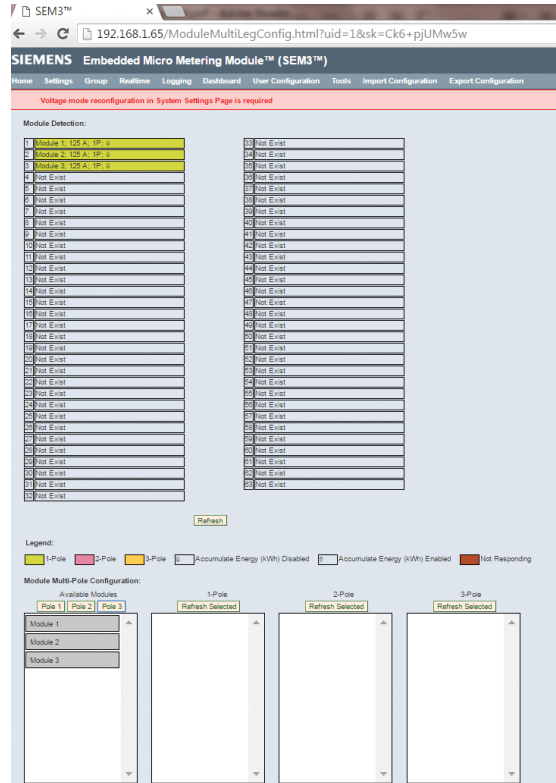 SEM3™
192.168.1.65/ModuleMultiLegConfig.html?uid=1&sk=Ck6+pjUMw5w
SIEMENS Embedded Micro Metering Module™ (SEM3™)
Home Settings Group Realtime Logging Dashboard User Configuration Tools Import Configuration Export Configuration
Voltage mode reconfiguration in System Settings Page is required
Module Detection:
1 Module 1; 125 A; 1P; ⇓
2 Module 2; 125 A; 1P; ⇓
3 Module 3; 125 A; 1P; ⇓
4 Not Exist
5 Not Exist
6 Not Exist
7 Not Exist
8 Not Exist
9 Not Exist
10 Not Exist
11 Not Exist
12 Not Exist
13 Not Exist
14 Not Exist
15 Not Exist
16 Not Exist
17 Not Exist
18 Not Exist
19 Not Exist
20 Not Exist
21 Not Exist
22 Not Exist
23 Not Exist
24 Not Exist
25 Not Exist
26 Not Exist
27 Not Exist
28 Not Exist
29 Not Exist
30 Not Exist
31 Not Exist
32 Not Exist
33 Not Exist
34 Not Exist
35 Not Exist
36 Not Exist
37 Not Exist
38 Not Exist
39 Not Exist
40 Not Exist
41 Not Exist
42 Not Exist
43 Not Exist
44 Not Exist
45 Not Exist
46 Not Exist
47 Not Exist
48 Not Exist
49 Not Exist
50 Not Exist
51 Not Exist
52 Not Exist
53 Not Exist
54 Not Exist
55 Not Exist
56 Not Exist
57 Not Exist
58 Not Exist
59 Not Exist
60 Not Exist
61 Not Exist
62 Not Exist
63 Not Exist
Refresh
Legend:
1-Pole 2-Pole 3-Pole ⇓ Accumulate Energy (kWh) Disabled ⇑ Accumulate Energy (kWh) Enabled Not Responding
Module Multi-Pole Configuration:
Available Modules 1-Pole 2-Pole 3-Pole
Pole 1 Pole 2 Pole 3 Refresh Selected Refresh Selected Refresh Selected
Module 1
Module 2
Module 3